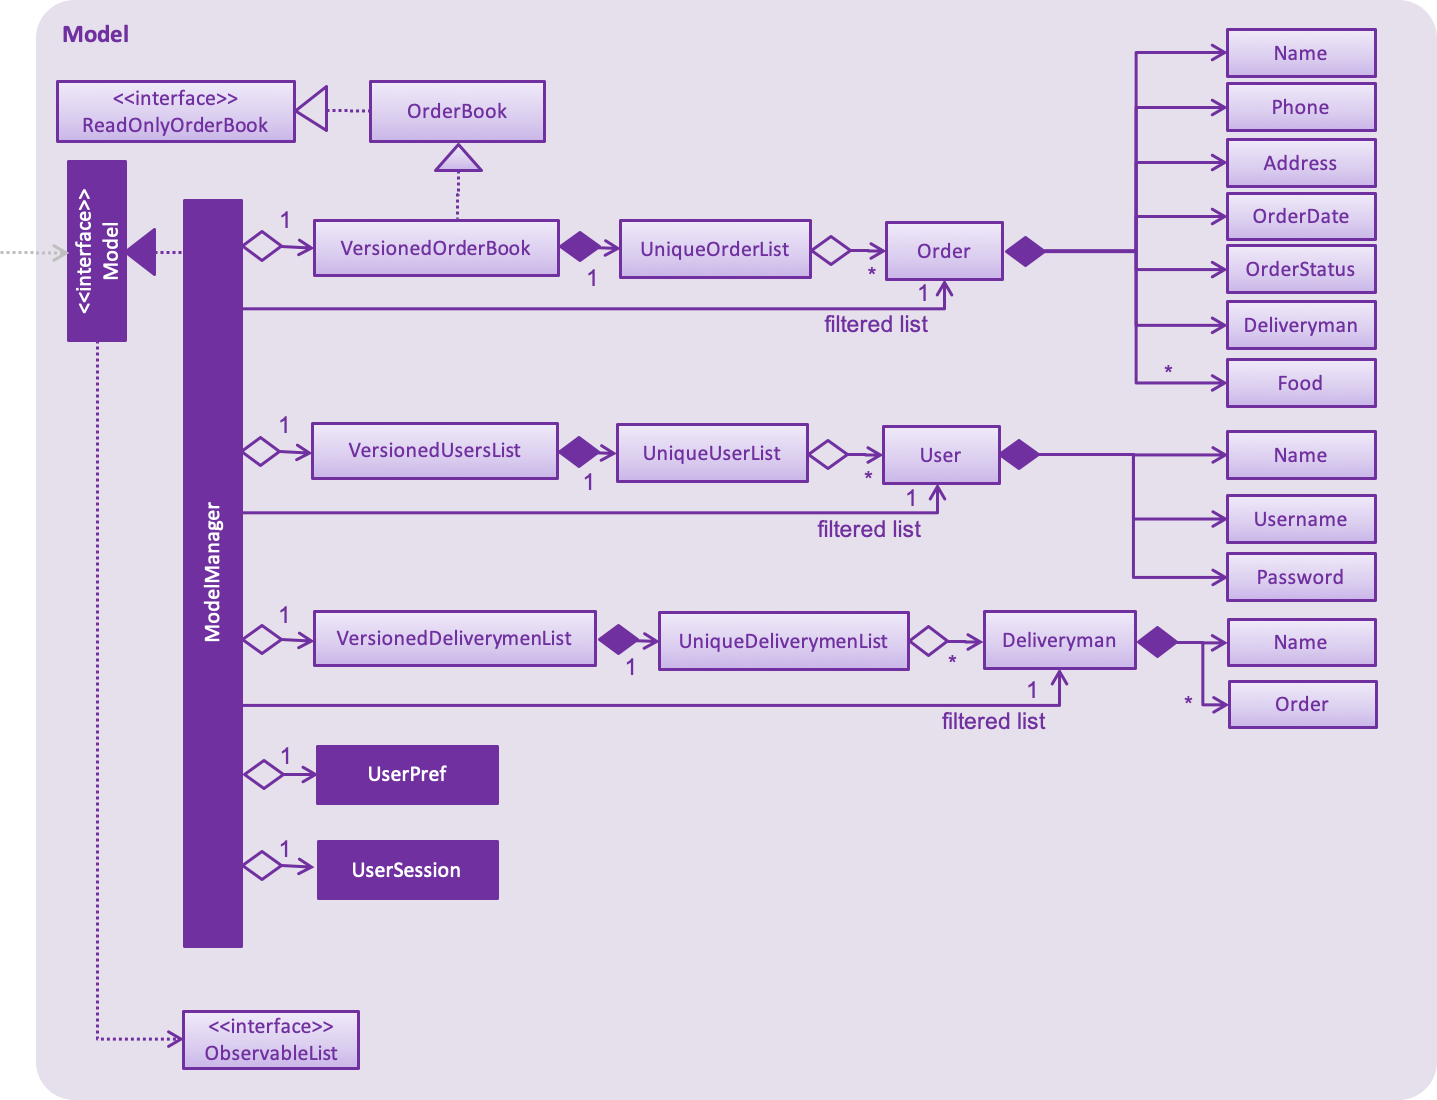 Model
<<interface>>
ReadOnlyOrderBook
OrderBook
<<interface>>
Model
ModelManager
1
VersionedOrderBook
1
UniqueOrderList
*
Order
1
filtered list
Name
Phone
Address
OrderDate
OrderStatus
Deliveryman
*
Food
1
VersionedUsersList
1
UniqueUserList
*
User
1
filtered list
Name
Username
Password
1
VersionedDeliverymenList
1
UniqueDeliverymenList
*
Deliveryman
1
filtered list
Name
*
Order
1
UserPref
1
UserSession
<<interface>>
ObservableList